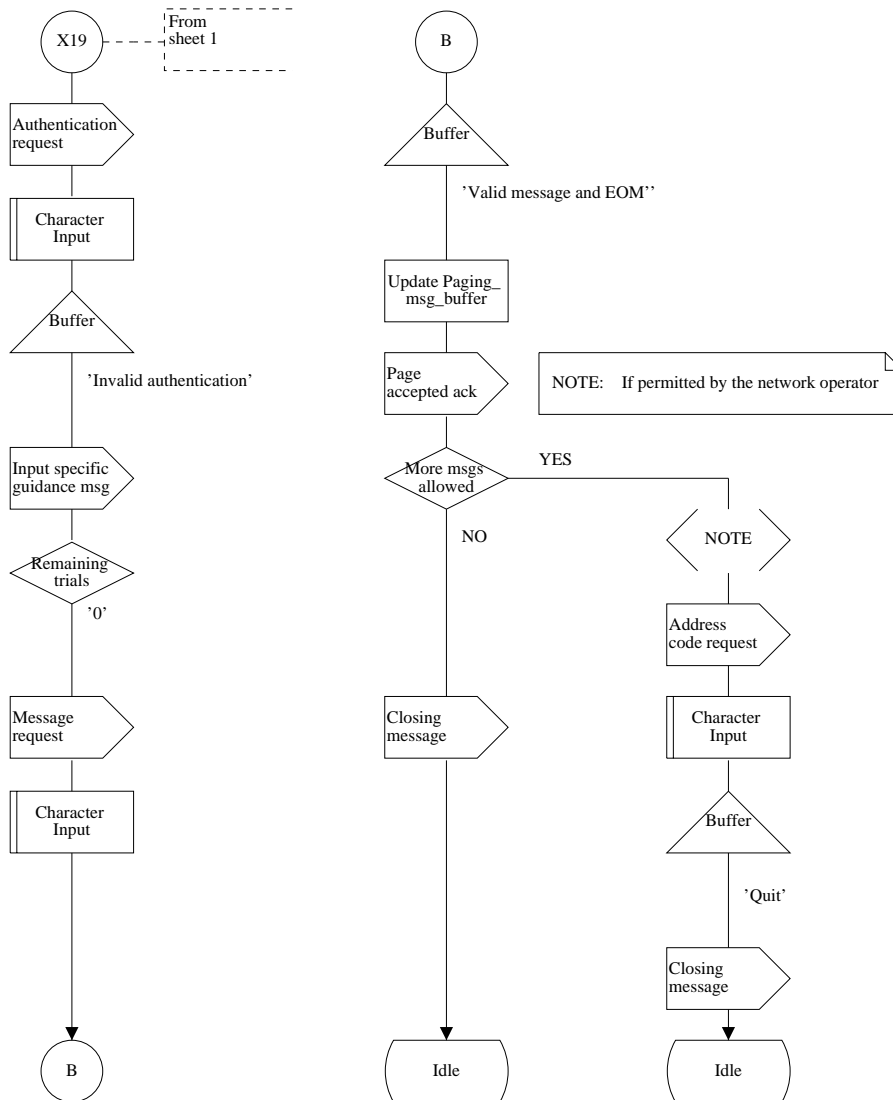 X19
From
sheet 1
Authentication
request
Character
Input
Buffer
'Invalid authentication'
Input specific
guidance msg
Remaining
trials
'0'
Message
request
Character
Input
B
B
Buffer
'Valid message and EOM''
Update Paging_
msg_buffer
Page
accepted ack
NOTE: If permitted by the network operator
More msgs
allowed
YES
NO
NOTE
Address
code request
Character
Input
Buffer
'Quit'
Closing
message
Closing
message
Idle
Idle